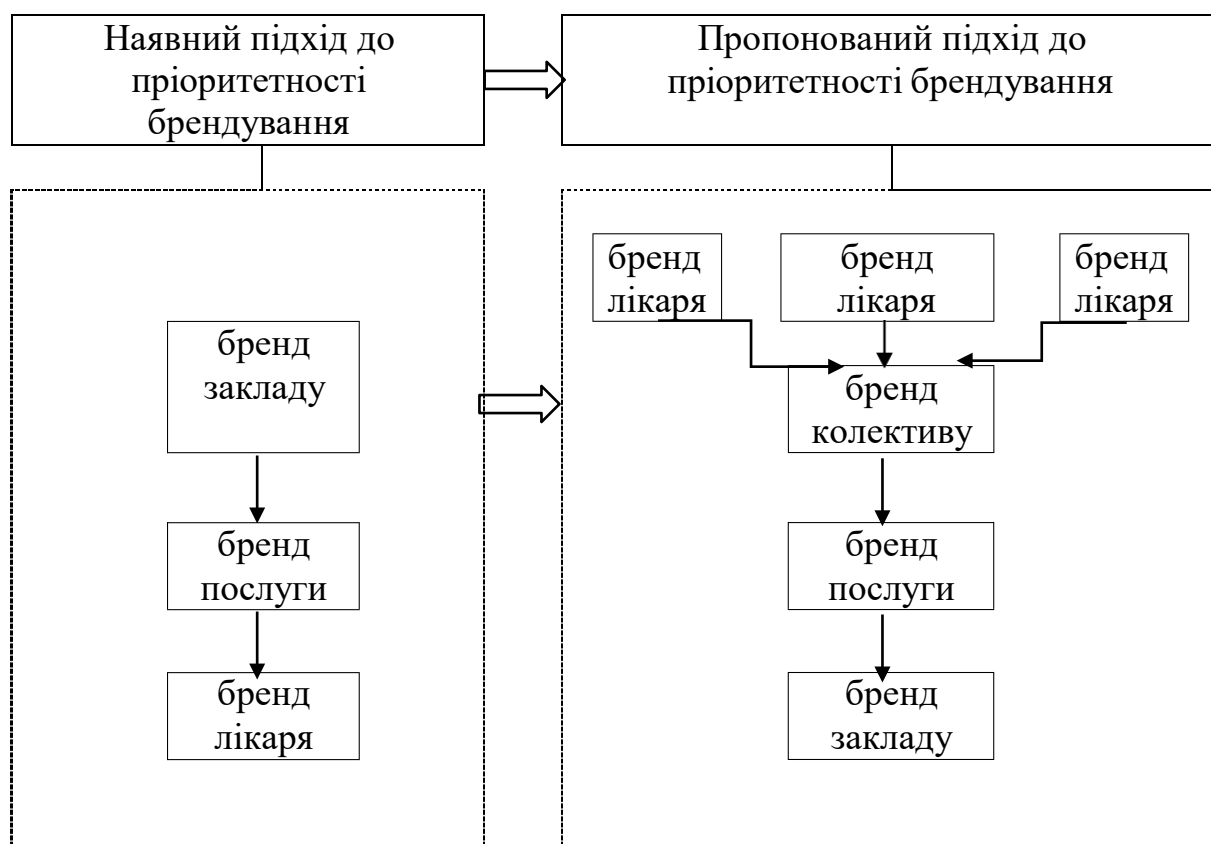 Наявний підхід до
пріоритетності
брендування
Пропонований підхід до
пріоритетності брендування
бренд
закладу
бренд
послуги
бренд
лікаря
бренд
лікаря
бренд
лікаря
бренд
лікаря
бренд
колективу
бренд
послуги
бренд
закладу